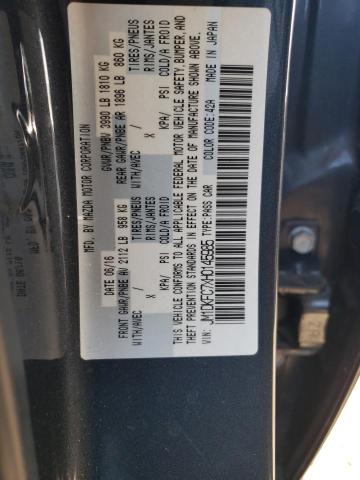 MFD. BY MAZDA MOTOR CORPORATION
DATE 06/16 GVWR/PNBV 3990 LB 1810 KG
FRONT GAWR/PNBE AV 2112 LB 958 KG REAR GAWR/PNBE AR 1896 LB 860 KG
WITH/AVEC TIRES/PNEUS WITH/AVEC TIRES/PNEUS
X RIMS/JANTES X RIMS/JANTES
KPA/ PSI COLD/A FROID KPA/ PSI COLD/A FROID
THIS VEHICLE CONFORMS TO ALL APPLICABLE FEDERAL MOTOR VEHICLE SAFETY, BUMPER, AND
THEFT PREVENTION STANDARDS IN EFFECT ON THE DATE OF MANUFACTURE SHOWN ABOVE.
TYPE:PASS CAR COLOR CODE:42A MADE IN JAPAN
VIN: